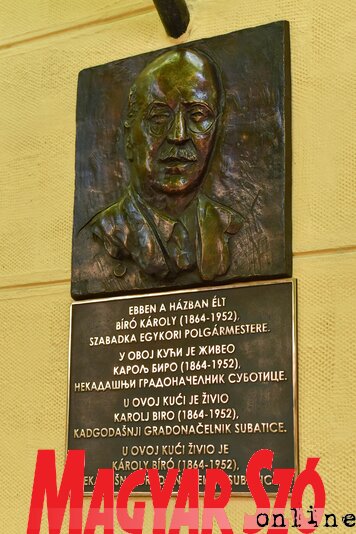 EBBEN A HÁZBAN ÉLT
BÍRÓ KÁROLY (1864-1952),
SZABADKA EGYKORI POLGÁRMESTERE.
У ОВОЈ КУЋИ ЈЕ ЖИВЕО
КАРОЉ БИРО (1864-1952),
НЕКАДАШЊИ ГРАДОНАЧЕЛНИК СУБОТИЦЕ.
U OVOJ KUĆI JE ŽIVIO
KAROLJ BIRO (1864-1952),
KADGODAŠNJI GRADONAČELNIK SUBATICE.
U OVOJ KUĆI ŽIVIO JE
KÁROLY BÍRÓ (1864-1952),
MAGYAR SZÓ
online